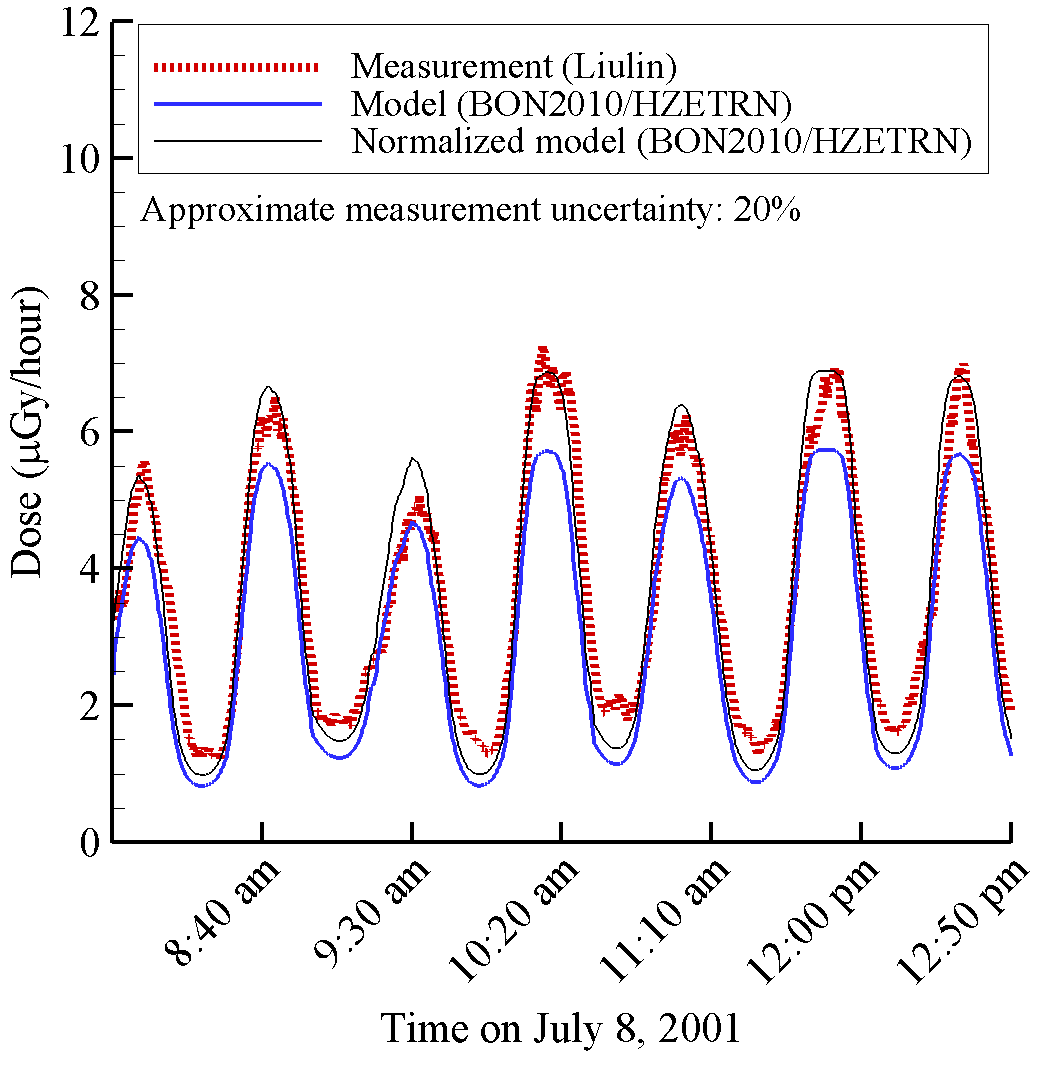 12
10
8
6
4
2
0
Measurement (Liulin)
Model (BON2010/HZETRN)
Normalized model (BON2010/HZETRN)
Approximate measurement uncertainty: 20%
Dose (μGy/hour)
8:40 am
9:30 am
10:20 am
11:10 am
12:00 pm
12:50 pm
Time on July 8, 2001